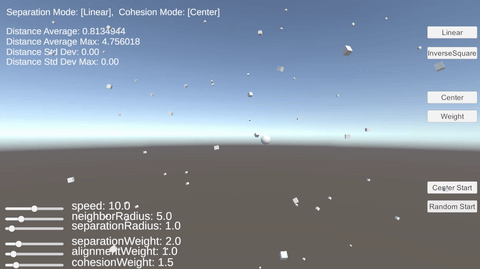 Separation Mode: [Linear],  Cohesion Mode: [Center]
Distance Average: 0.8134944
Distance Average Max: 4.756018
Distance Std Dev: 0.00
Distance Std Dev Max: 0.00
Linear
InverseSquare
Center
Weight
Center Start
Random Start
speed: 10.0
neighborRadius: 5.0
separationRadius: 1.0
separationWeight: 2.0
alignmentWeight: 1.0
cohesionWeight: 1.5